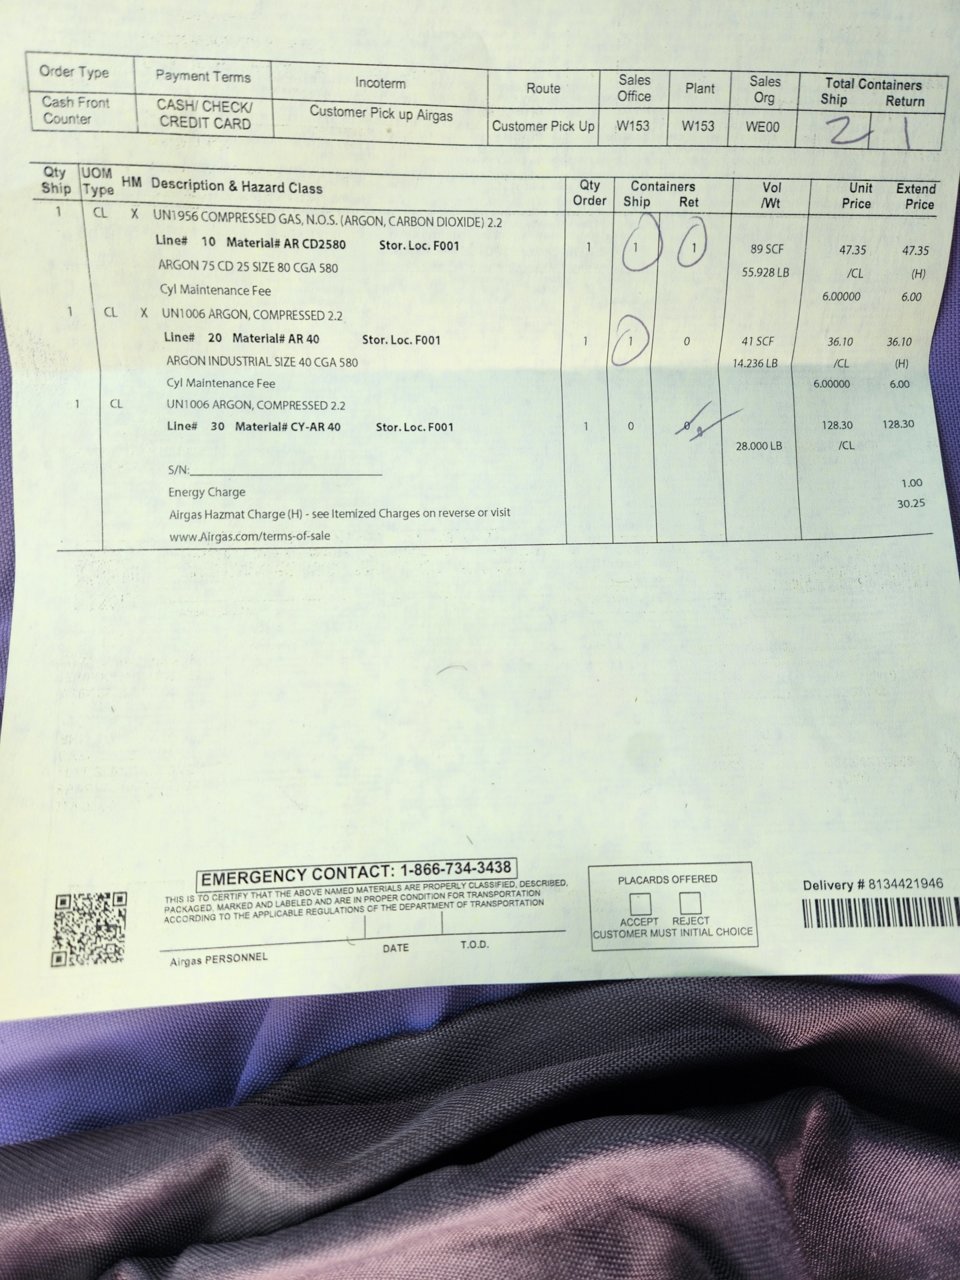 Order Type Payment Terms Incoterm Route Sales Office Plant Sales Org Total Containers Ship Return
Cash Front Counter CASH/ CHECK/ CREDIT CARD Customer Pick up Airgas Customer Pick Up W153 W153 WE00 2 1
Qty Ship UOM Type HM Description & Hazard Class Qty Order Containers Ship Ret Vol /Wt Unit Price Extend Price
1 CL X UN1956 COMPRESSED GAS, N.O.S. (ARGON, CARBON DIOXIDE) 2.2
Line# 10 Material# AR CD2580 Stor. Loc. F001 1 1 1 89 SCF 47.35 47.35
ARGON 75 CD 25 SIZE 80 CGA 580 55.928 LB /CL (H)
Cyl Maintenance Fee 6.00000 6.00
1 CL X UN1006 ARGON, COMPRESSED 2.2
Line# 20 Material# AR 40 Stor. Loc. F001 1 1 0 41 SCF 36.10 36.10
ARGON INDUSTRIAL SIZE 40 CGA 580 14.236 LB /CL (H)
Cyl Maintenance Fee 6.00000 6.00
1 CL UN1006 ARGON, COMPRESSED 2.2
Line# 30 Material# CY-AR 40 Stor. Loc. F001 1 0 128.30 128.30
28.000 LB /CL
S/N:
Energy Charge 1.00
Airgas Hazmat Charge (H) - see Itemized Charges on reverse or visit 30.25
www.Airgas.com/terms-of-sale
EMERGENCY CONTACT: 1-866-734-3438
THIS IS TO CERTIFY THAT THE ABOVE NAMED MATERIALS ARE PROPERLY CLASSIFIED, DESCRIBED,
PACKAGED, MARKED AND LABELED AND ARE IN PROPER CONDITION FOR TRANSPORTATION
ACCORDING TO THE APPLICABLE REGULATIONS OF THE DEPARTMENT OF TRANSPORTATION
Airgas PERSONNEL DATE T.O.D.
PLACARDS OFFERED
ACCEPT REJECT
CUSTOMER MUST INITIAL CHOICE
Delivery # 8134421946